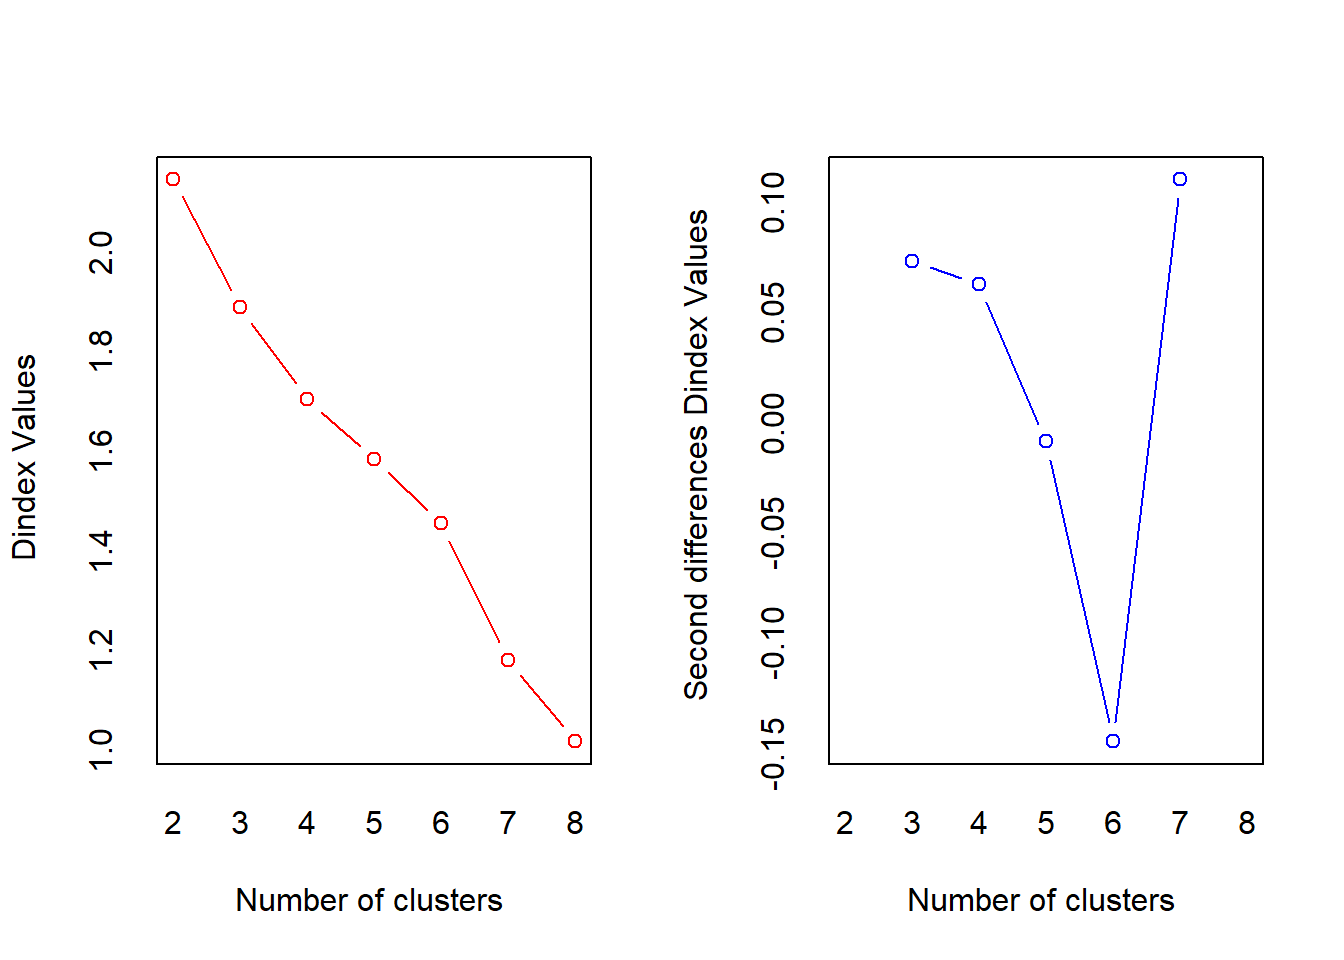 Dindex Values
2.0
1.8
1.6
1.4
1.2
1.0
2 3 4 5 6 7 8
Number of clusters
Second differences Dindex Values
0.10
0.05
0.00
-0.05
-0.10
-0.15
2 3 4 5 6 7 8
Number of clusters